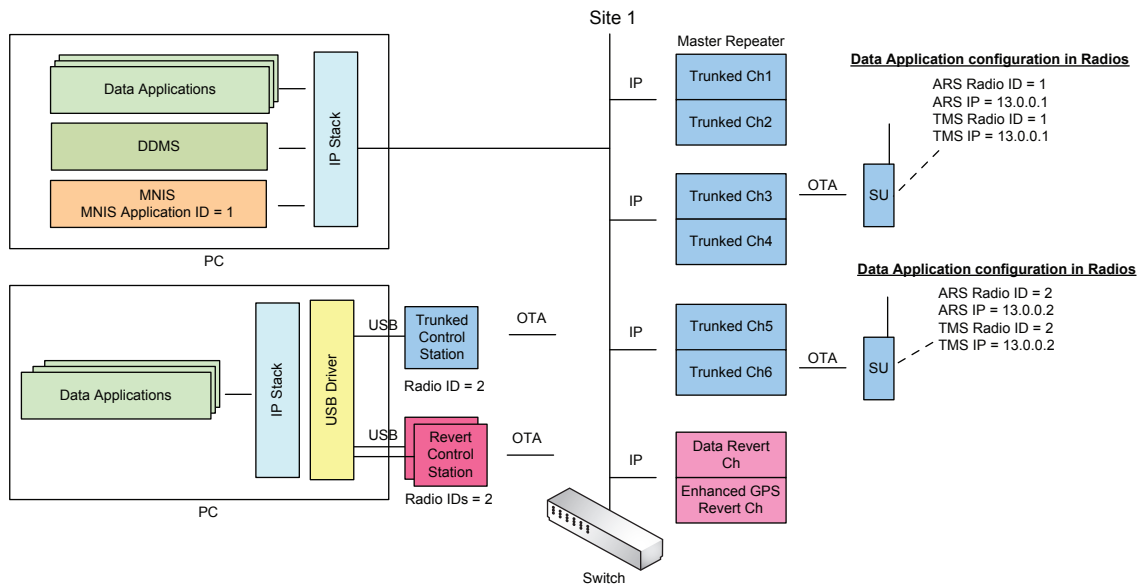 Site 1
Data Applications
DDMS
MNIS
MNIS Application ID = 1
IP Stack
PC
Data Applications
IP Stack
USB Driver
PC
USB
Trunked
Control
Station
Radio ID = 2
OTA
USB
Revert
Control
Station
Radio IDs = 2
OTA
Switch
Master Repeater
IP
Trunked Ch1
Trunked Ch2
IP
Trunked Ch3
Trunked Ch4
OTA
SU
IP
Trunked Ch5
Trunked Ch6
OTA
SU
IP
Data Revert
Ch
Enhanced GPS
Revert Ch
Data Application configuration in Radios
ARS Radio ID = 1
ARS IP = 13.0.0.1
TMS Radio ID = 1
TMS IP = 13.0.0.1
Data Application configuration in Radios
ARS Radio ID = 2
ARS IP = 13.0.0.2
TMS Radio ID = 2
TMS IP = 13.0.0.2